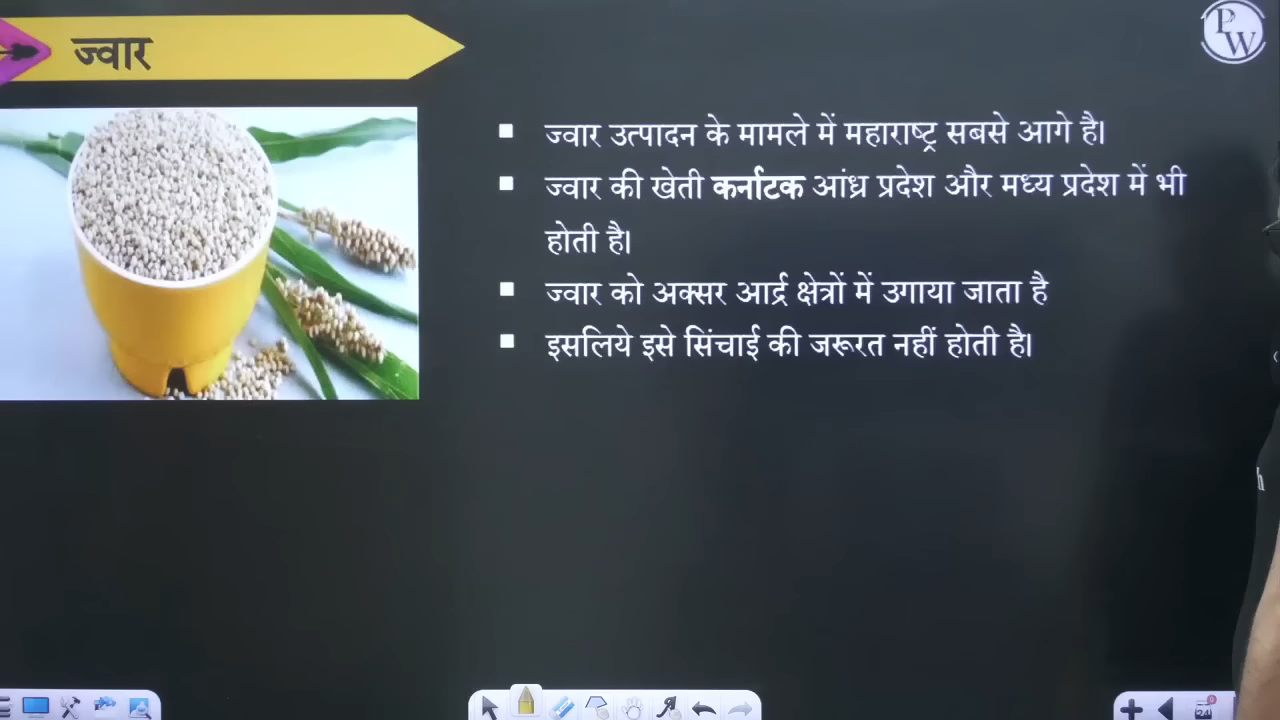 ज्वार
PW
ज्वार उत्पादन के मामले में महाराष्ट्र सबसे आगे है।
ज्वार की खेती कर्नाटक आंध्र प्रदेश और मध्य प्रदेश में भी
होती है।
ज्वार को अक्सर आर्द्र क्षेत्रों में उगाया जाता है
इसलिये इसे सिंचाई की जरूरत नहीं होती है।
h